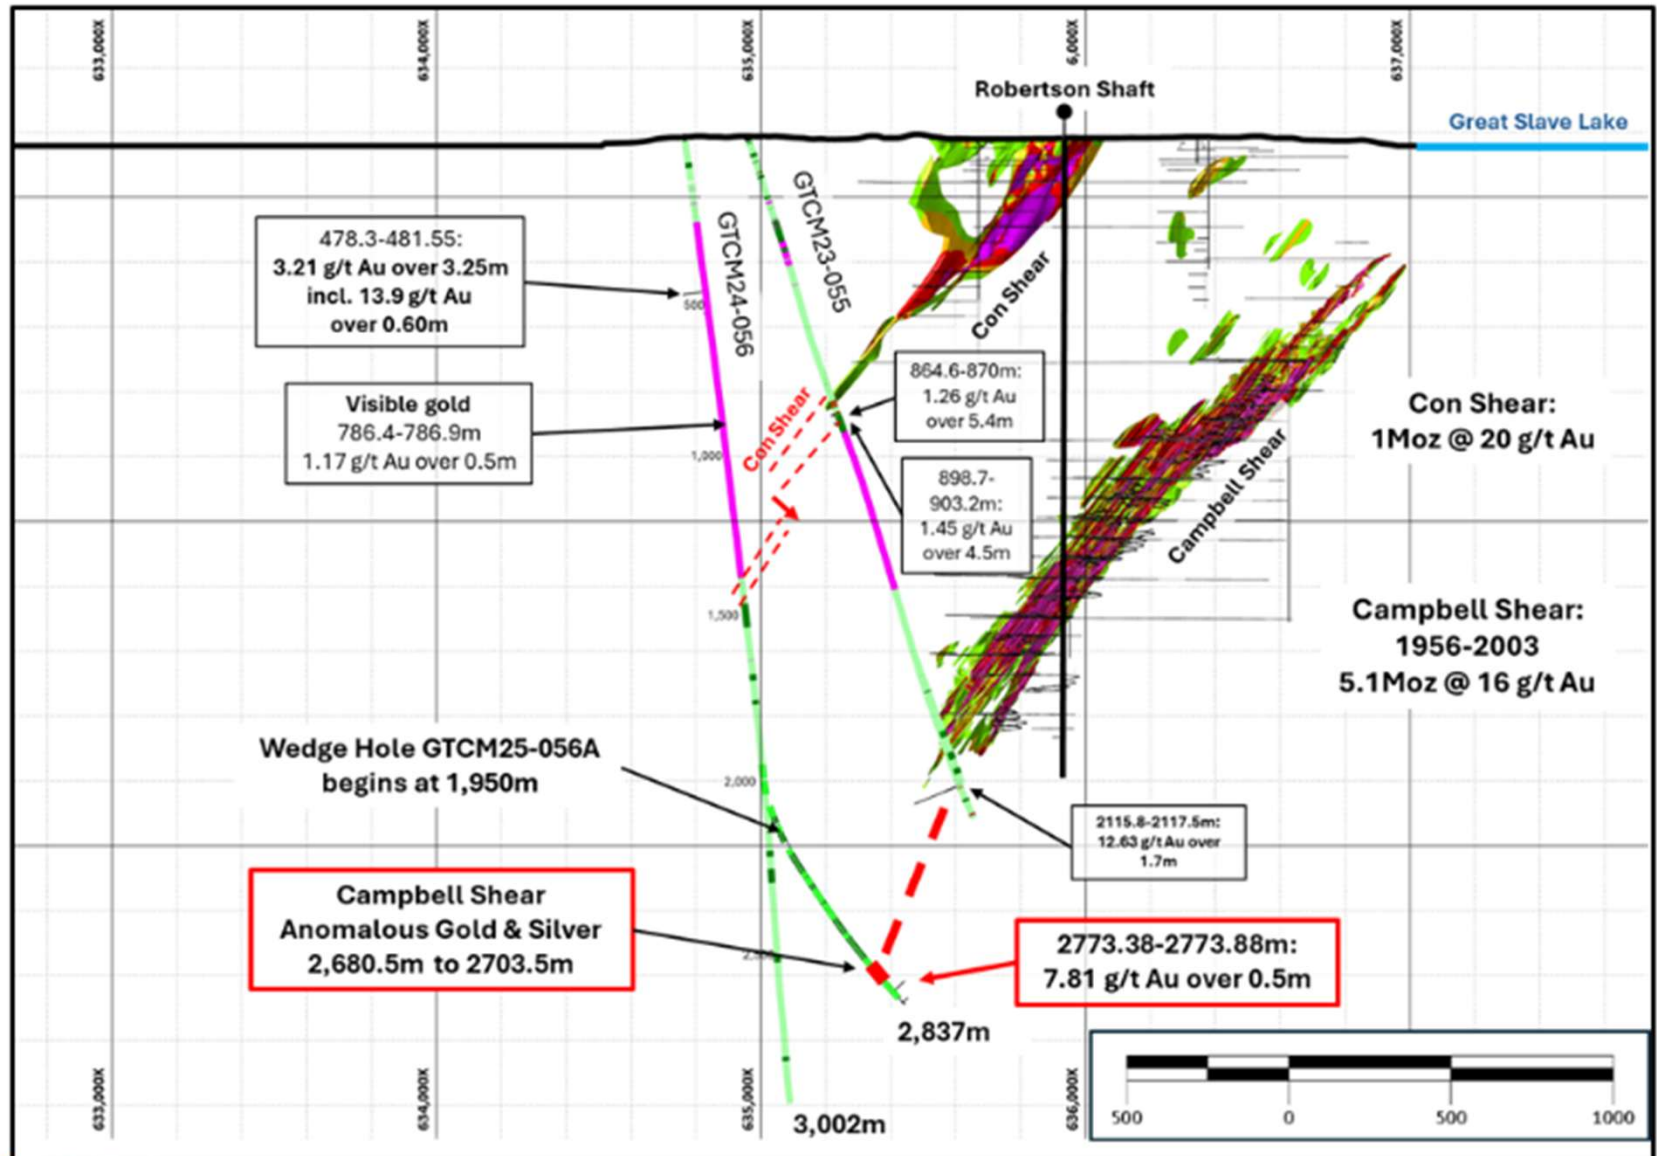 633,000X
634,000X
635,000X
6,000X
637,000X
Robertson Shaft
Great Slave Lake
478.3-481.55:
3.21 g/t Au over 3.25m
incl. 13.9 g/t Au
over 0.60m
GTCM24-056
GTCM23-055
Con Shear
500
Visible gold
786.4-786.9m
1.17 g/t Au over 0.5m
864.6-870m:
1.26 g/t Au
over 5.4m
Con Shear
1,000
898.7-
903.2m:
1.45 g/t Au
over 4.5m
Campbell Shear
Con Shear:
1Moz @ 20 g/t Au
1,500
Campbell Shear:
1956-2003
5.1Moz @ 16 g/t Au
Wedge Hole GTCM25-056A
begins at 1,950m
2,000
2115.8-2117.5m:
12.63 g/t Au over
1.7m
Campbell Shear
Anomalous Gold & Silver
2,680.5m to 2703.5m
2773.38-2773.88m:
7.81 g/t Au over 0.5m
2,837m
3,002m
633,000X
634,000X
635,000X
636,000X
500
0
500
1000